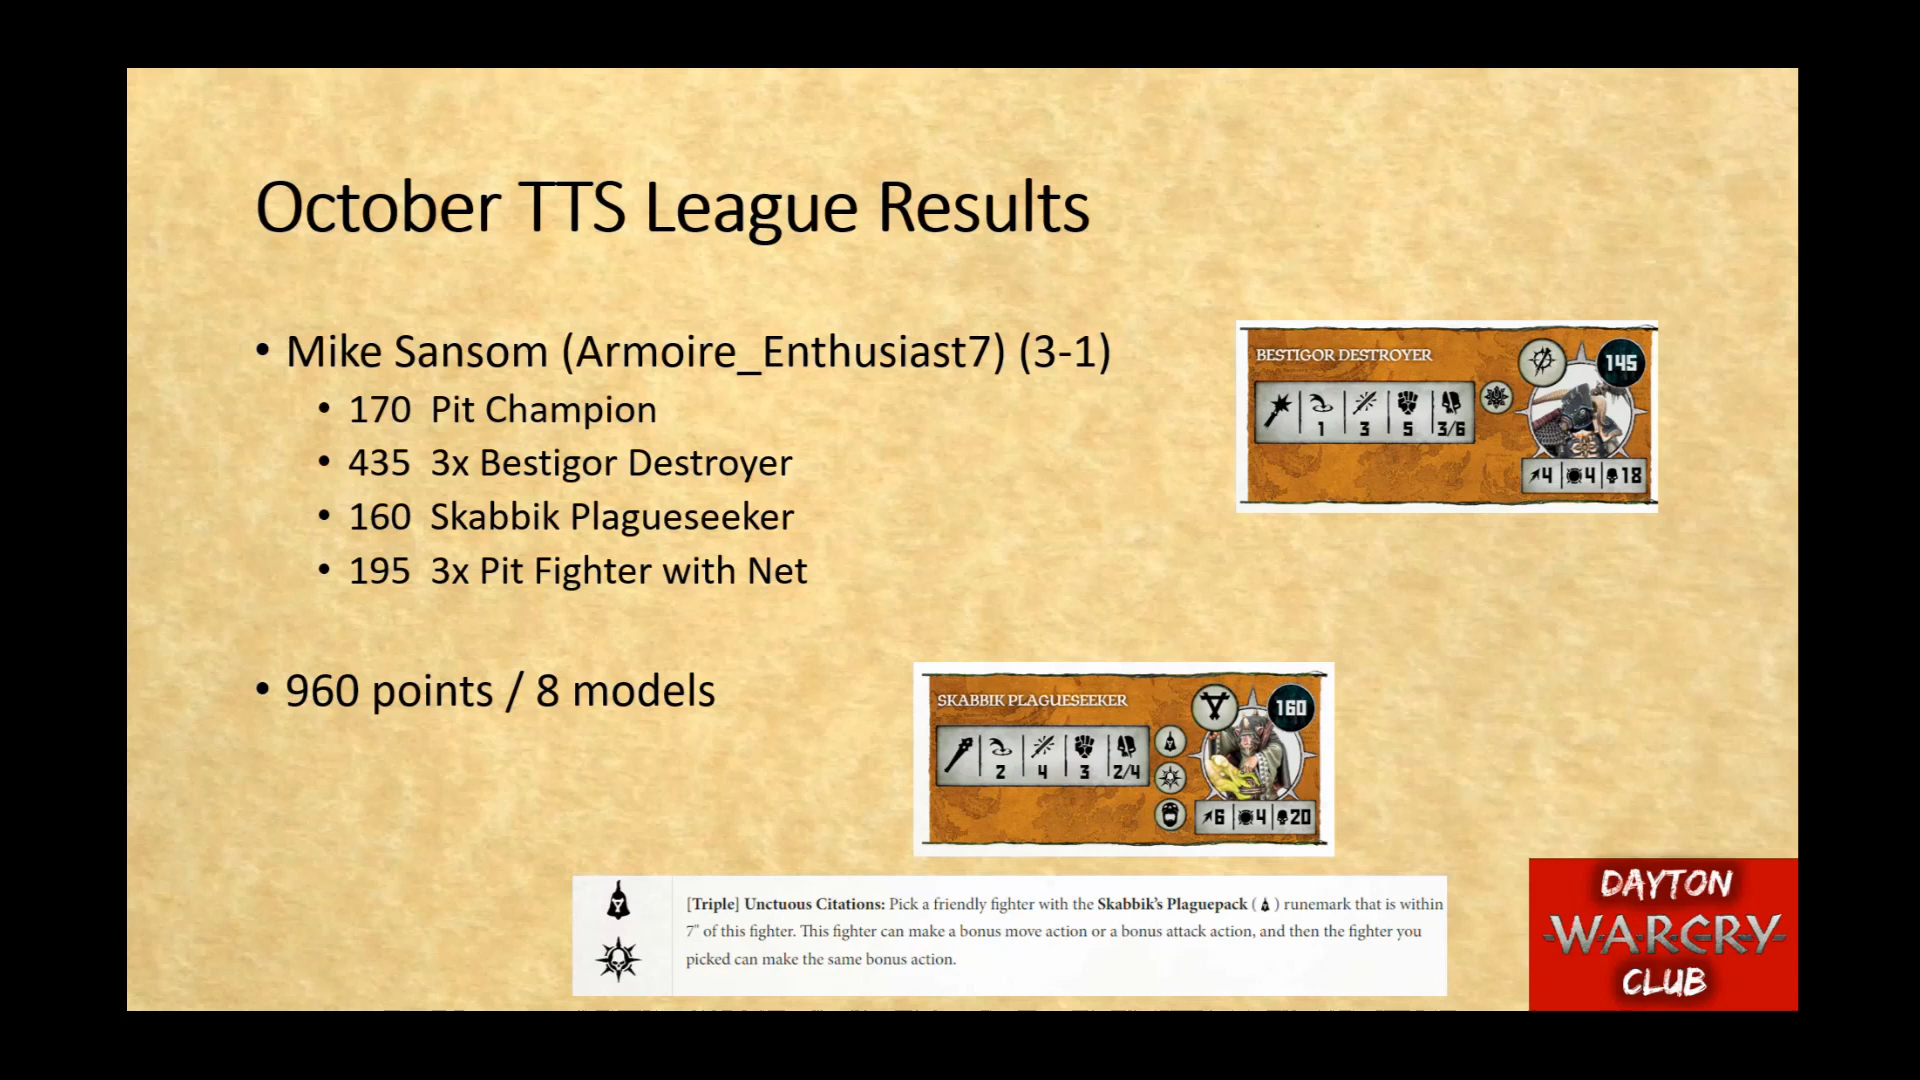 October TTS League Results
• Mike Sansom (Armoire_Enthusiast7) (3-1)
• 170 Pit Champion
• 435 3x Bestigor Destroyer
• 160 Skabbik Plagueseeker
• 195 3x Pit Fighter with Net
• 960 points / 8 models
BESTIGOR DESTROYER
145
1 3 5 3/6
4 4 18
SKABBIK PLAGUESEEKER
160
2 4 3 2/4
6 4 20
[Triple] Unctuous Citations: Pick a friendly fighter with the Skabbik's Plaguepack ( ) runemark that is within
7" of this fighter. This fighter can make a bonus move action or a bonus attack action, and then the fighter you
picked can make the same bonus action.
DAYTON
WARCRY
CLUB